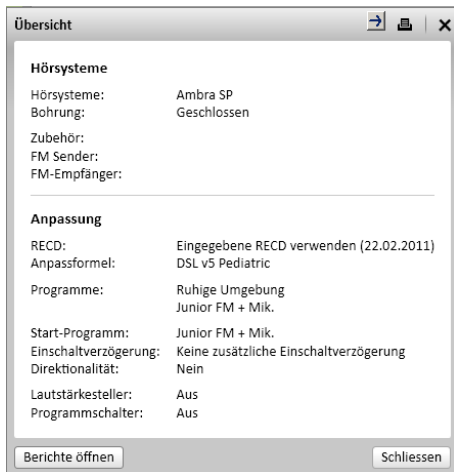 Übersicht
Hörsysteme
Hörsysteme: Ambra SP
Bohrung: Geschlossen
Zubehör:
FM Sender:
FM-Empfänger:
Anpassung
RECD: Eingegebene RECD verwenden (22.02.2011)
Anpassformel: DSL v5 Pediatric
Programme: Ruhige Umgebung
Junior FM + Mik.
Start-Programm: Junior FM + Mik.
Einschaltverzögerung: Keine zusätzliche Einschaltverzögerung
Direktionalität: Nein
Lautstärkesteller: Aus
Programmschalter: Aus
Berichte öffnen Schliessen